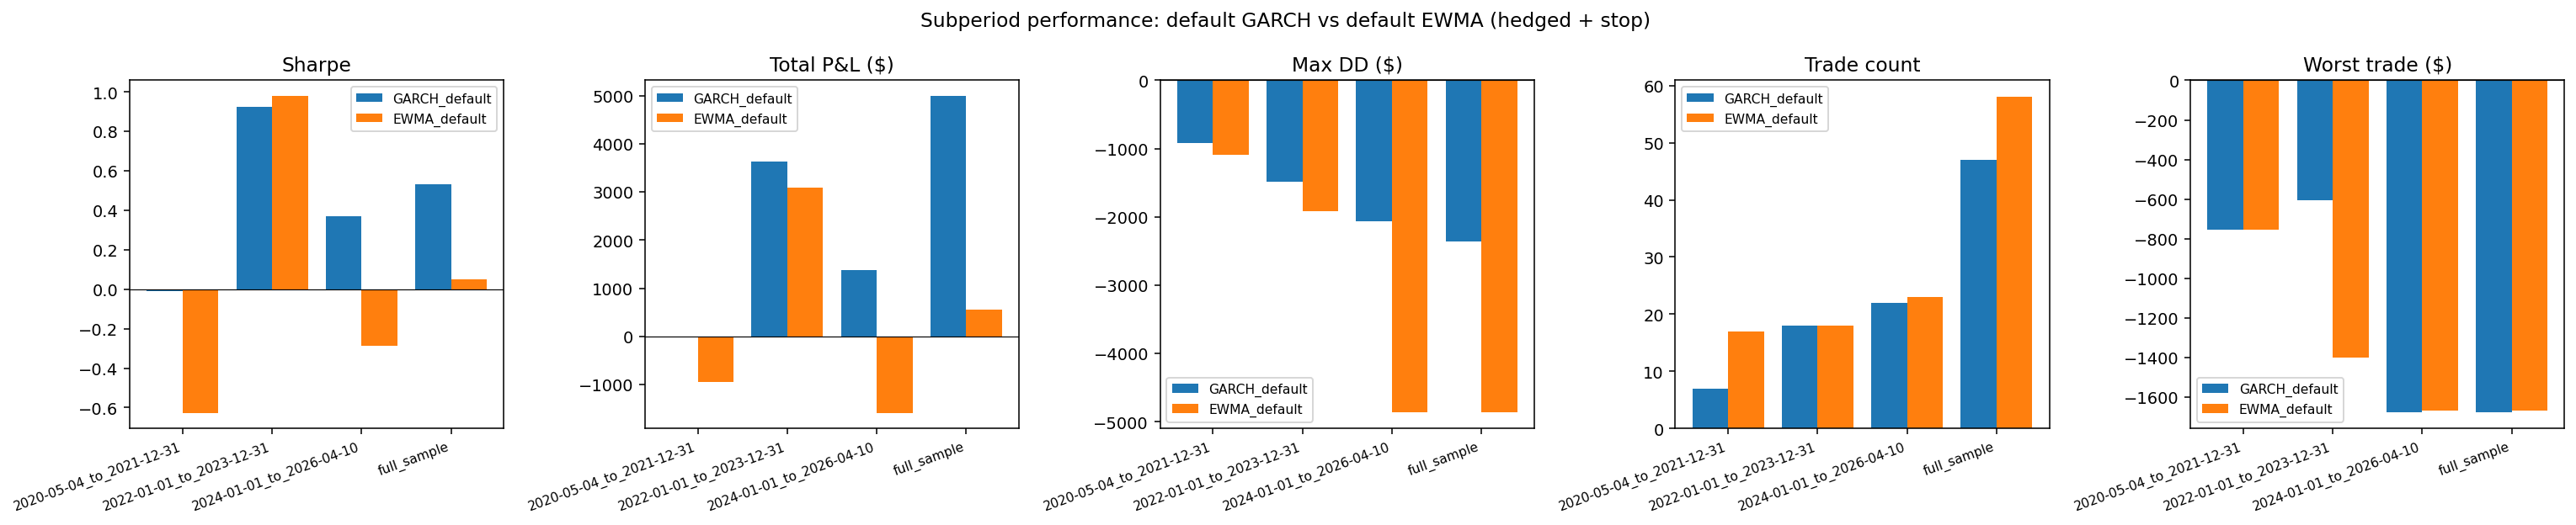 Subperiod performance: default GARCH vs default EWMA (hedged + stop)
Sharpe
1.0
0.8
0.6
0.4
0.2
0.0
−0.2
−0.4
−0.6
GARCH_default
EWMA_default
2020-05-04_to_2021-12-31
2022-01-01_to_2023-12-31
2024-01-01_to_2026-04-10
full_sample
Total P&L ($)
5000
4000
3000
2000
1000
0
−1000
GARCH_default
EWMA_default
2020-05-04_to_2021-12-31
2022-01-01_to_2023-12-31
2024-01-01_to_2026-04-10
full_sample
Max DD ($)
0
−1000
−2000
−3000
−4000
−5000
GARCH_default
EWMA_default
2020-05-04_to_2021-12-31
2022-01-01_to_2023-12-31
2024-01-01_to_2026-04-10
full_sample
Trade count
60
50
40
30
20
10
0
GARCH_default
EWMA_default
2020-05-04_to_2021-12-31
2022-01-01_to_2023-12-31
2024-01-01_to_2026-04-10
full_sample
Worst trade ($)
0
−200
−400
−600
−800
−1000
−1200
−1400
−1600
GARCH_default
EWMA_default
2020-05-04_to_2021-12-31
2022-01-01_to_2023-12-31
2024-01-01_to_2026-04-10
full_sample